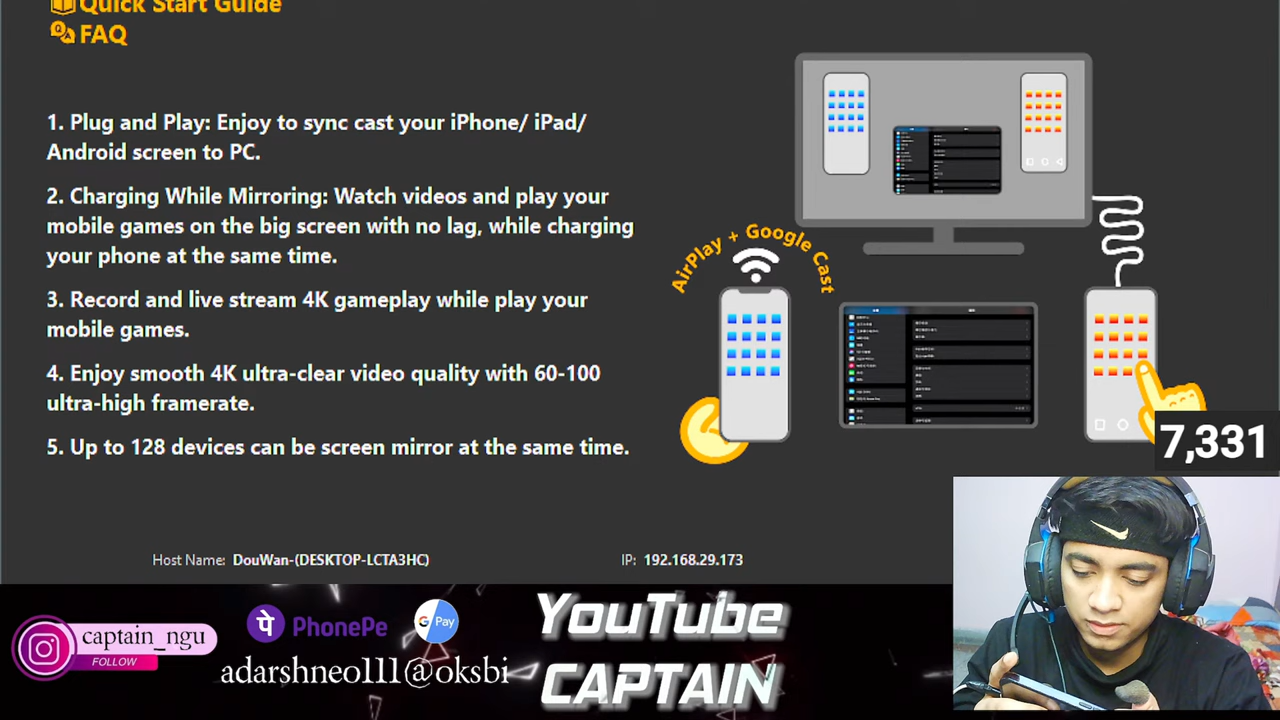 Quick Start Guide
FAQ
1. Plug and Play: Enjoy to sync cast your iPhone/ iPad/
Android screen to PC.
2. Charging While Mirroring: Watch videos and play your
mobile games on the big screen with no lag, while charging
your phone at the same time.
3. Record and live stream 4K gameplay while play your
mobile games.
4. Enjoy smooth 4K ultra-clear video quality with 60-100
ultra-high framerate.
5. Up to 128 devices can be screen mirror at the same time.
AirPlay + Google Cast
7,331
Host Name: DouWan-(DESKTOP-LCTA3HC)
IP: 192.168.29.173
captain_ngu
FOLLOW
पे PhonePe
G Pay
adarshneo111@oksbi
YouTube
CAPTAIN